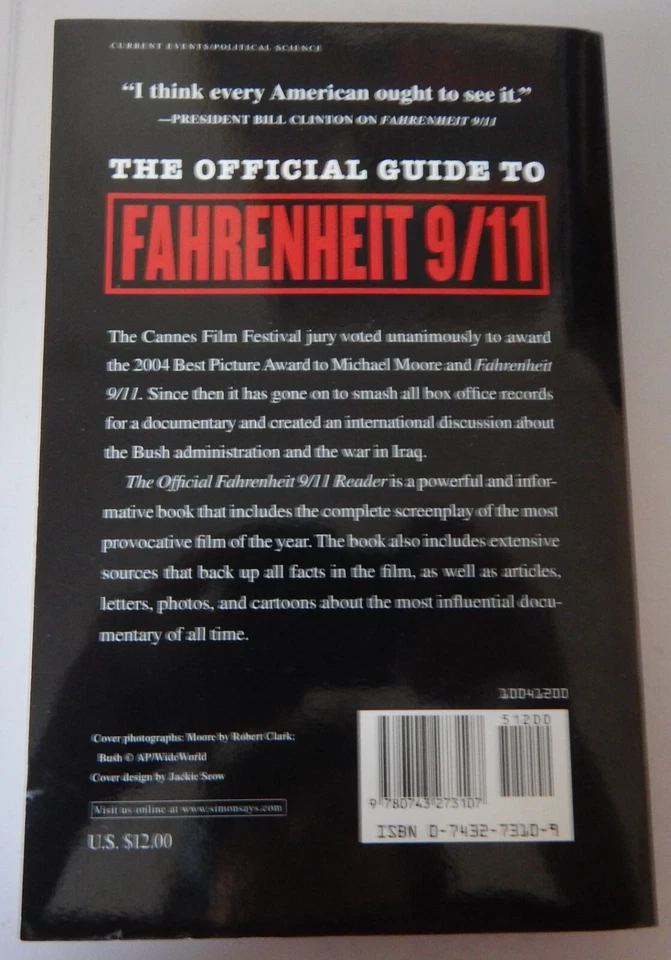 CURRENT EVENTS/POLITICAL SCIENCE
“I think every American ought to see it.”
—PRESIDENT BILL CLINTON ON FAHRENHEIT 9/11
THE OFFICIAL GUIDE TO
FAHRENHEIT 9/11
The Cannes Film Festival jury voted unanimously to award
the 2004 Best Picture Award to Michael Moore and Fahrenheit
9/11. Since then it has gone on to smash all box office records
for a documentary and created an international discussion about
the Bush administration and the war in Iraq.
The Official Fahrenheit 9/11 Reader is a powerful and infor-
mative book that includes the complete screenplay of the most
provocative film of the year. The book also includes extensive
sources that back up all facts in the film, as well as articles,
letters, photos, and cartoons about the most influential docu-
mentary of all time.
10041200
51200
Cover photographs: Moore by Robert Clark;
Bush © AP/WideWorld
Cover design by Jackie Seow
9 780743 273107
Visit us online at www.simonsays.com
ISBN 0-7432-7310-9
U.S. $12.00